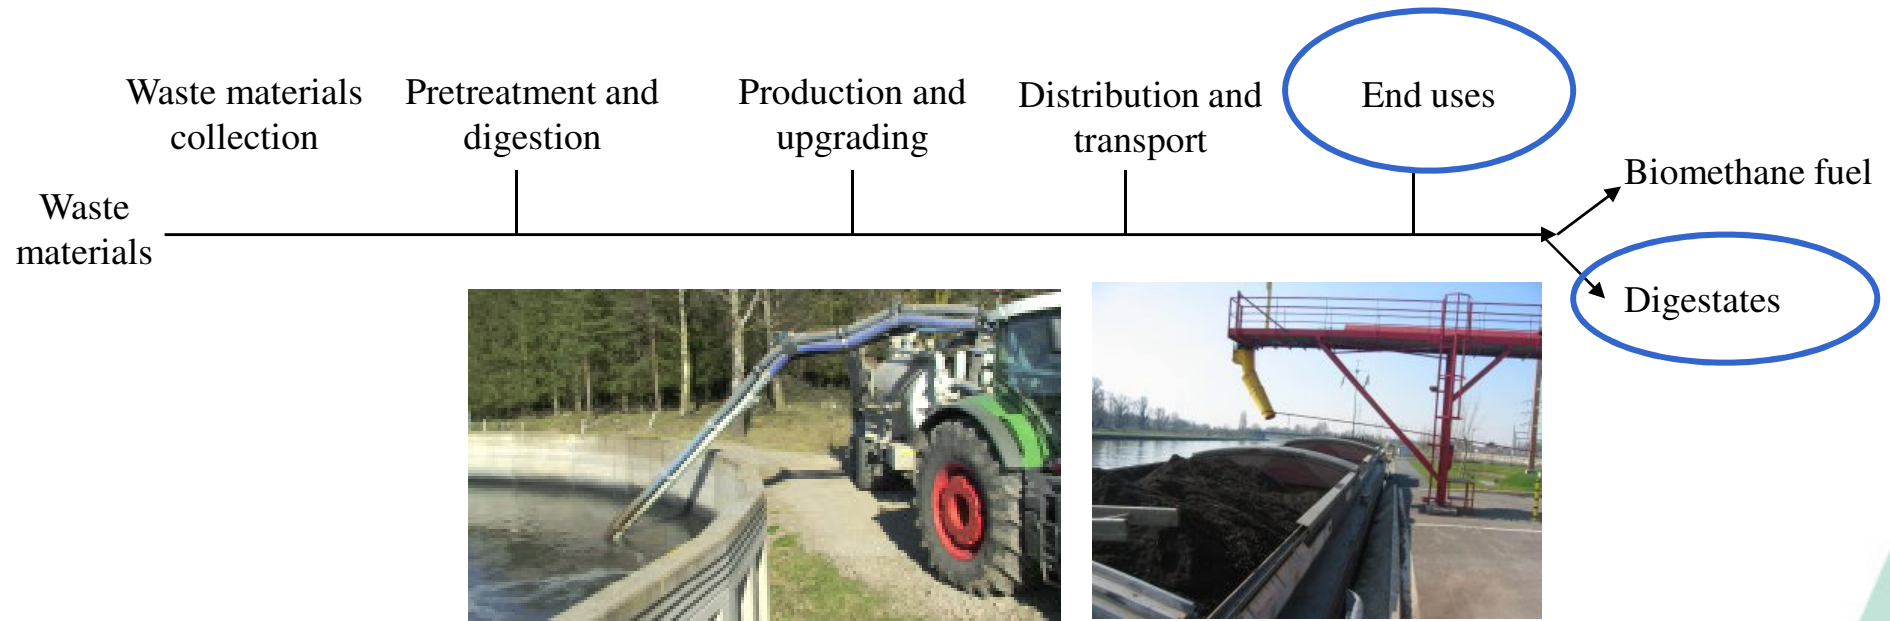 Waste materials
collection
Pretreatment and
digestion
Production and
upgrading
Distribution and
transport
End uses
Waste
materials
Biomethane fuel
Digestates